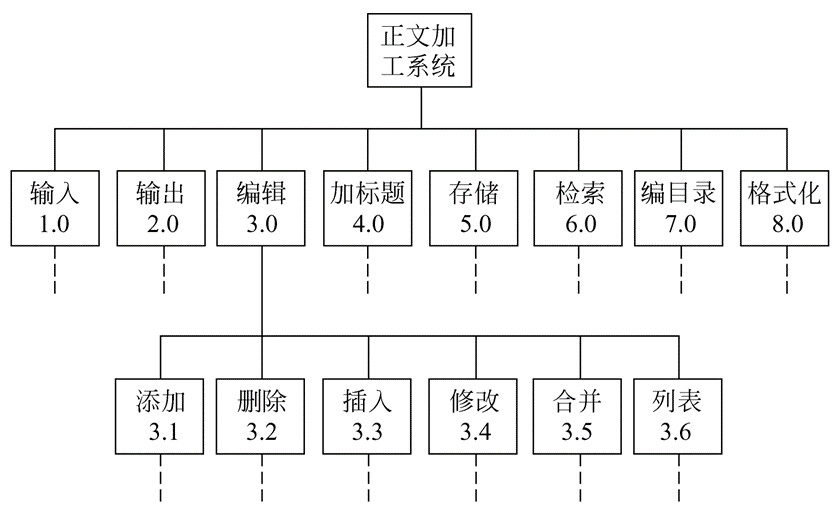 正文加
工系统
输入
1.0
输出
2.0
编辑
3.0
加标题
4.0
存储
5.0
检索
6.0
编目录
7.0
格式化
8.0
添加
3.1
删除
3.2
插入
3.3
修改
3.4
合并
3.5
列表
3.6